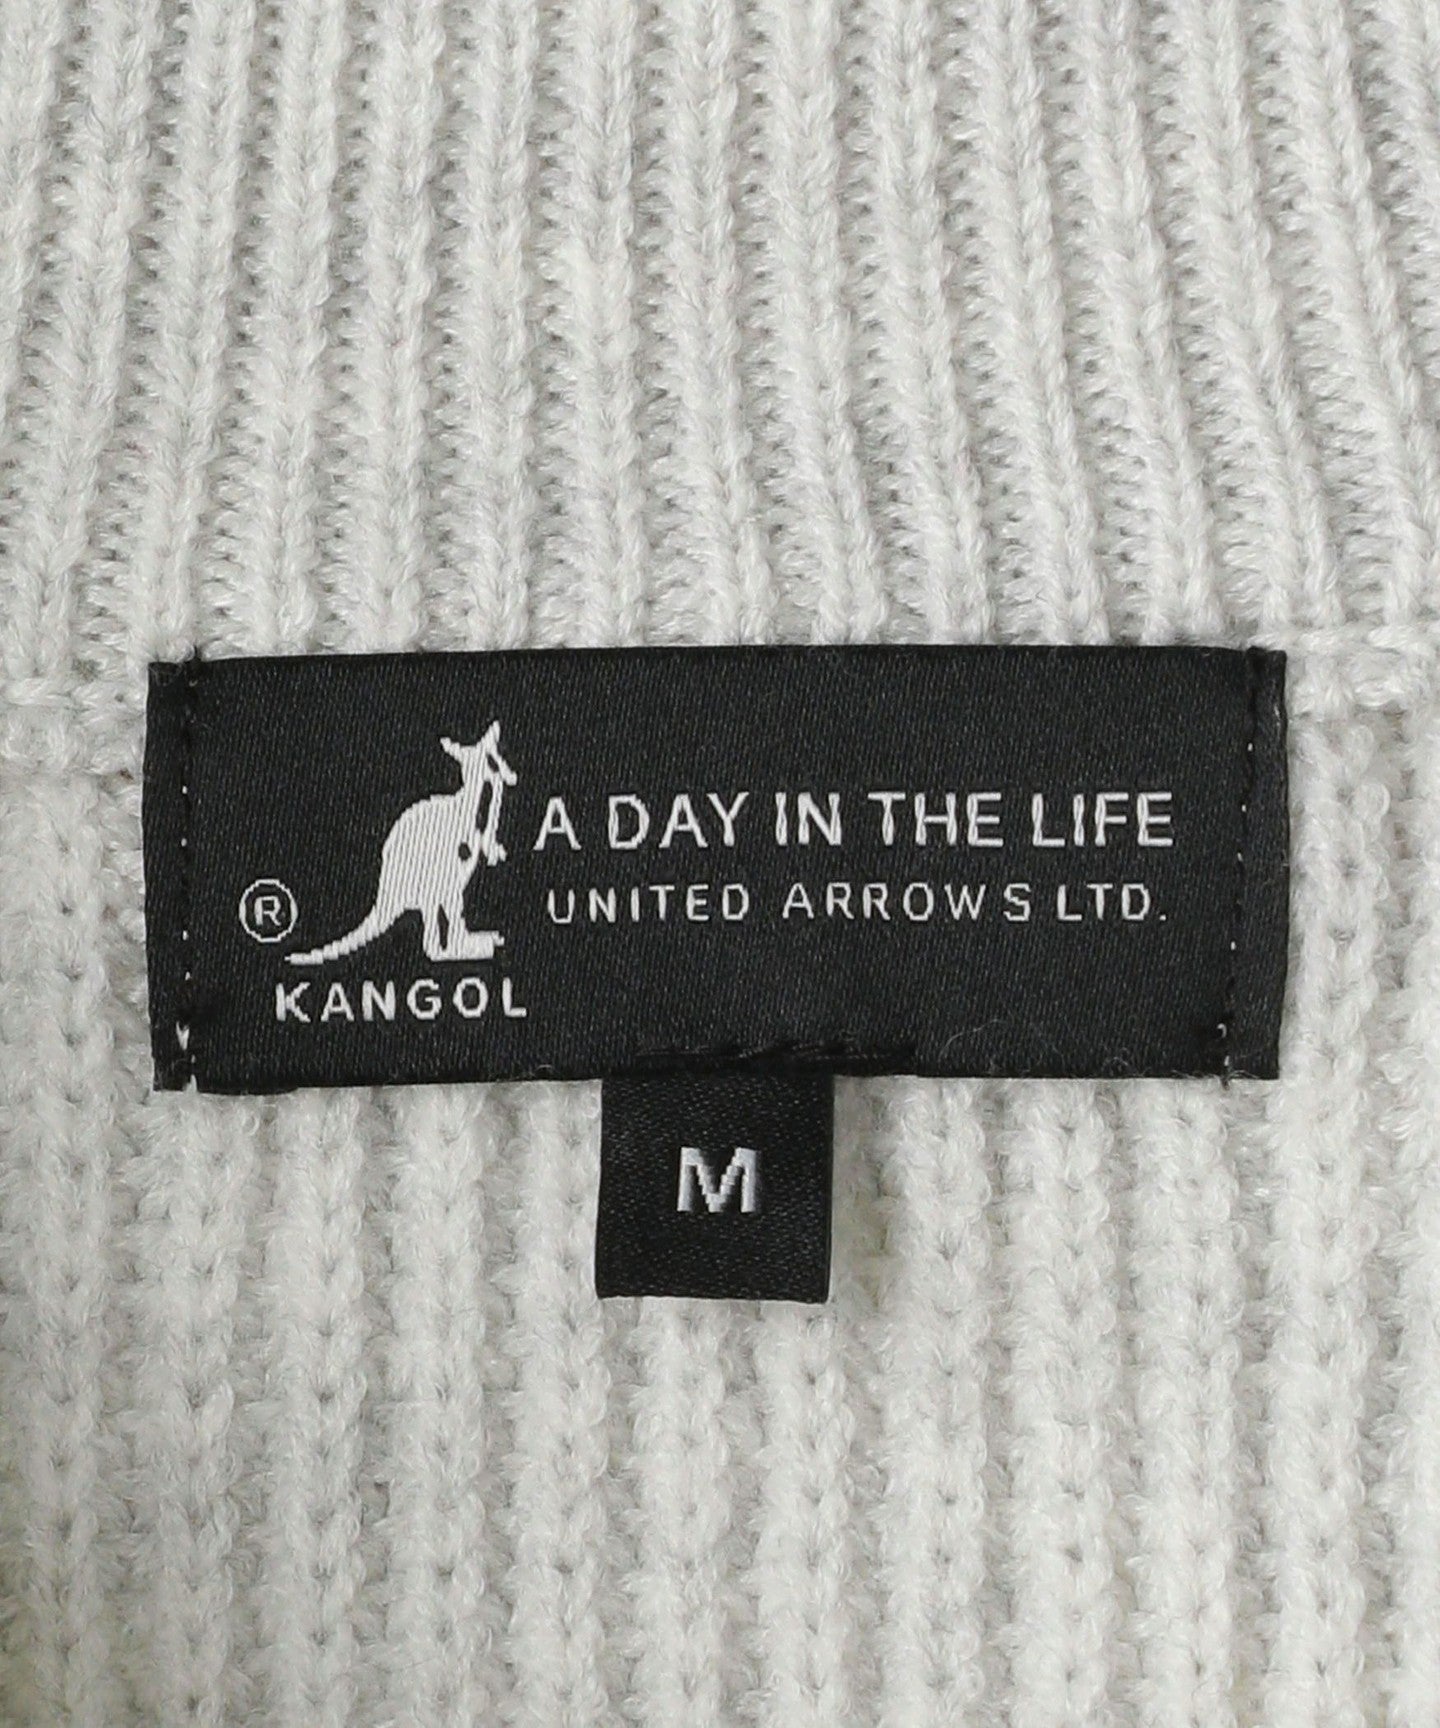 A DAY IN THE LIFE
UNITED ARROWS LTD.
®
KANGOL
M